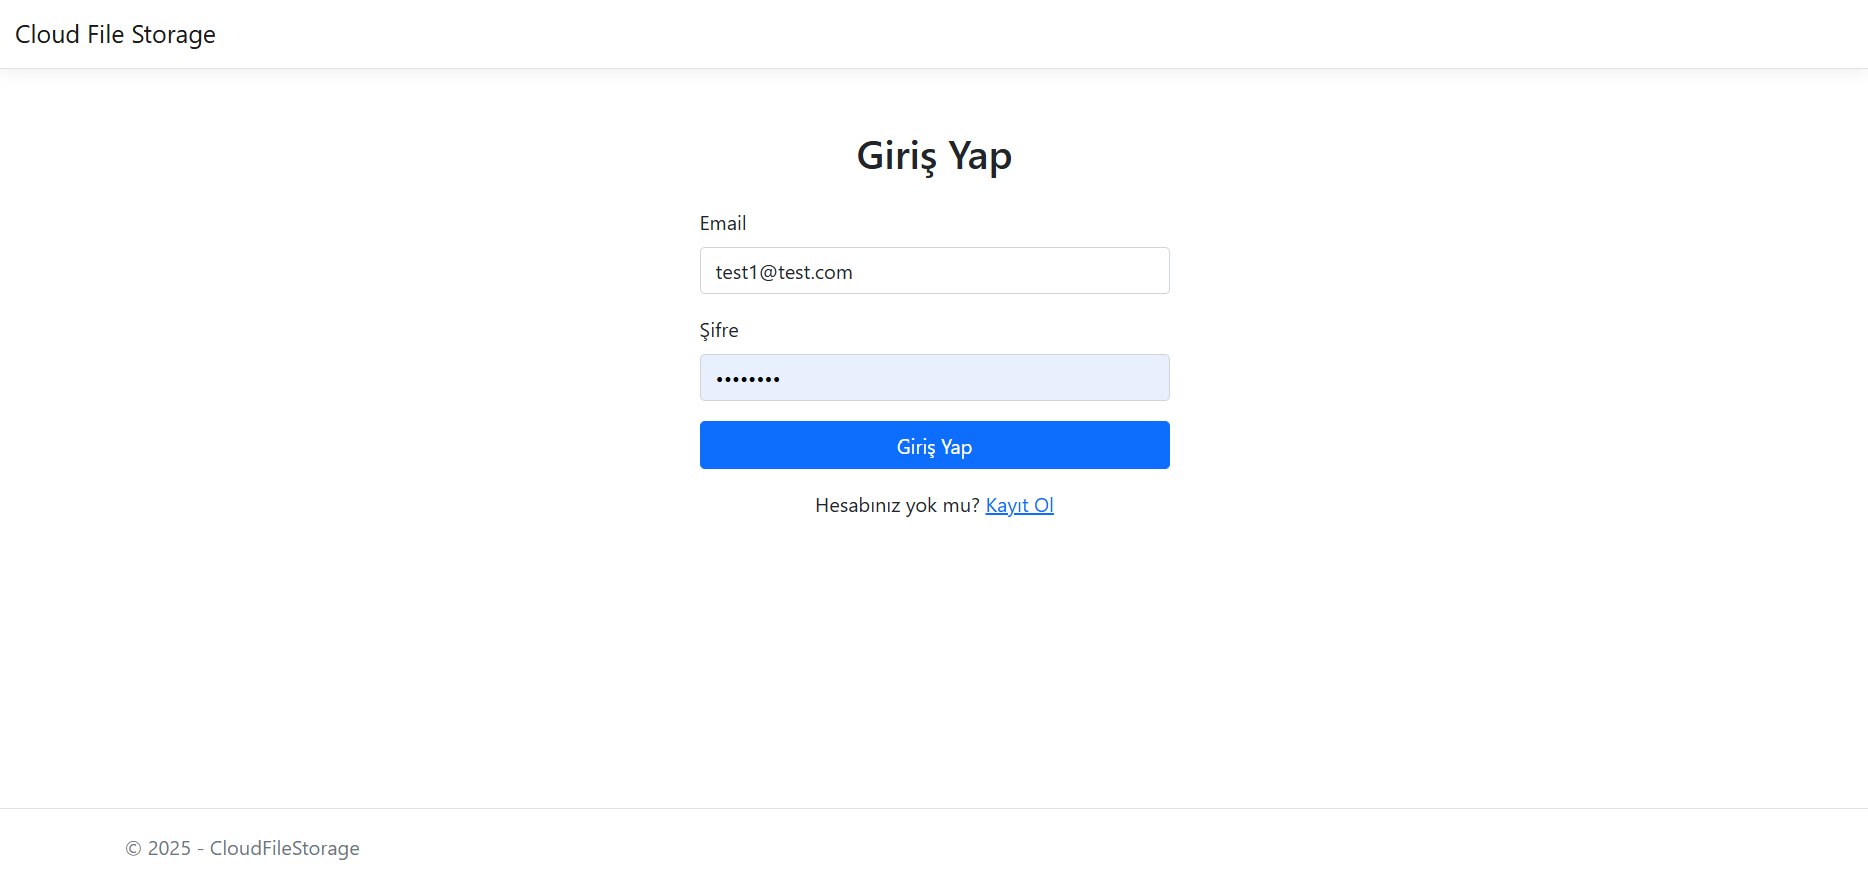 Cloud File Storage
Giriş Yap
Email
test1@test.com
Şifre
••••••••
Giriş Yap
Hesabınız yok mu? Kayıt Ol
© 2025 - CloudFileStorage